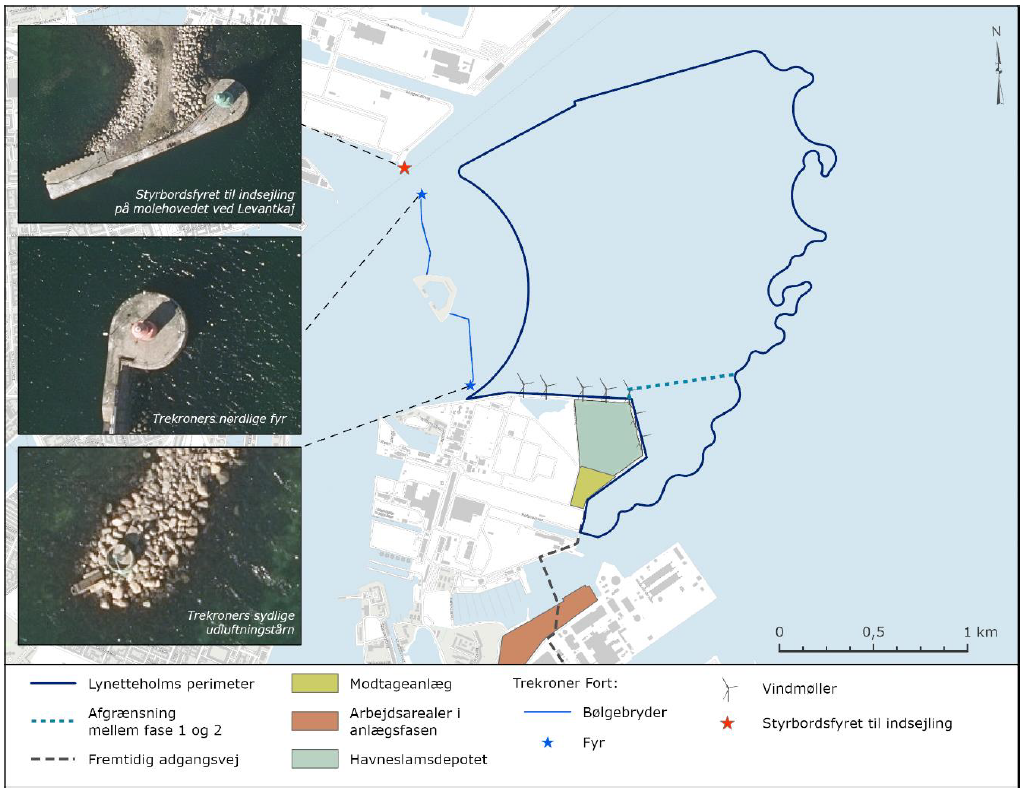 Styrbordsfyret til indsejling
på molehovedet ved Levantkaj
Trekroners nordlige fyr
Trekroners sydlige
udluftningstårn
N
0 0,5 1 km
Lynetteholms perimeter
Afgrænsning
mellem fase 1 og 2
Fremtidig adgangsvej
Modtageanlæg
Arbejdsarealer i
anlægsfasen
Havneslamsdepotet
Trekroner Fort:
Bølgebryder
Fyr
Vindmøller
Styrbordsfyret til indsejling